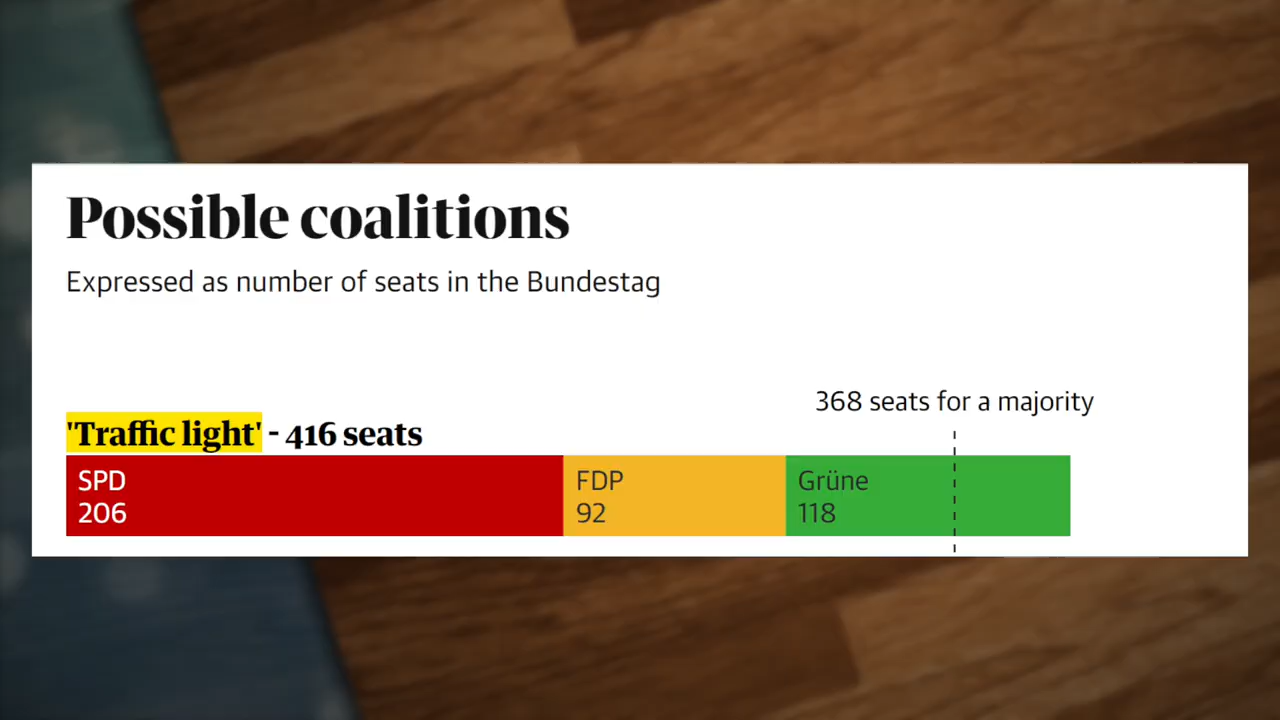 Possible coalitions
Expressed as number of seats in the Bundestag
368 seats for a majority
'Traffic light' - 416 seats
SPD
206
FDP
92
Grüne
118